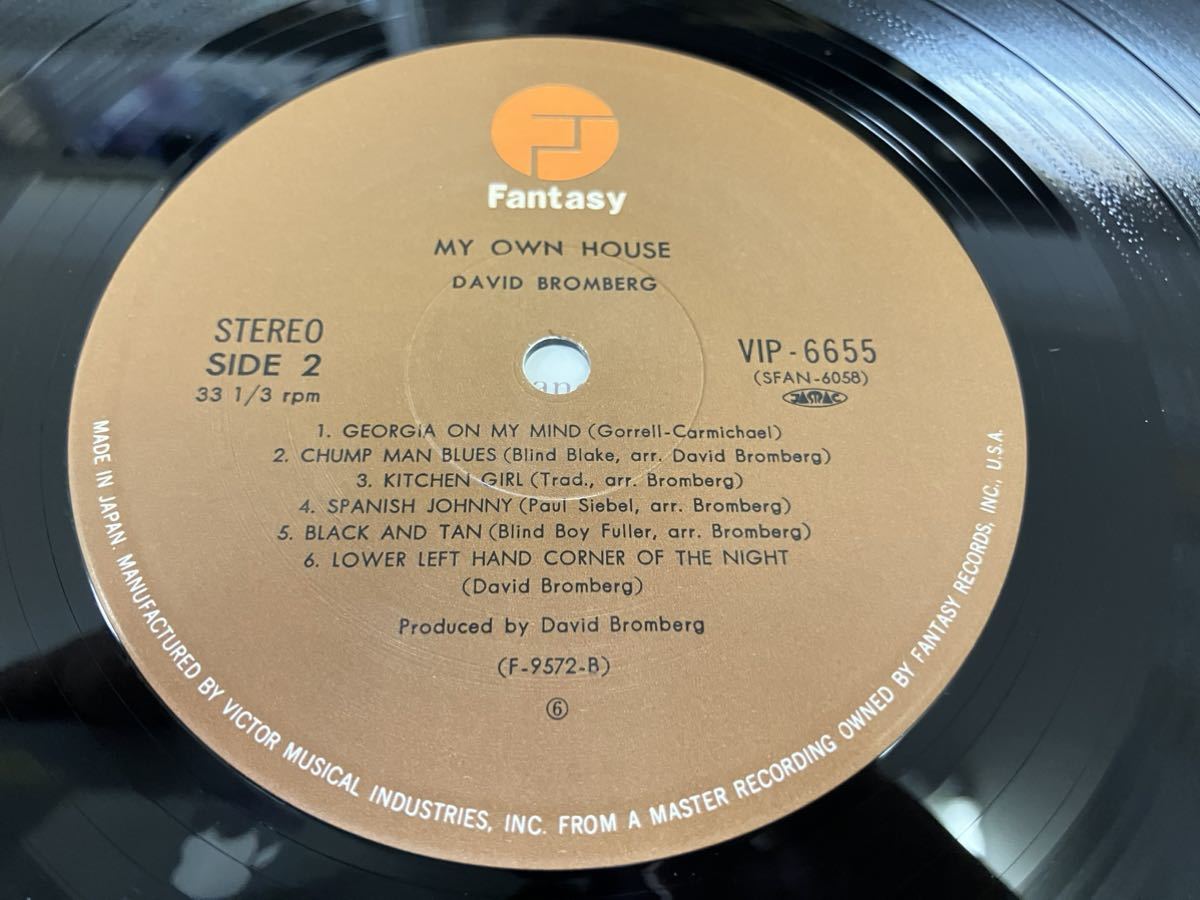 Fantasy
MY OWN HOUSE
DAVID BROMBERG
STEREO
SIDE 2
33 1/3 rpm
VIP-6655
(SFAN-6058)
JASRAC
an
1. GEORGIA ON MY MIND (Gorrell-Carmichael)
2. CHUMP MAN BLUES (Blind Blake, arr. David Bromberg)
3. KITCHEN GIRL (Trad., arr. Bromberg)
4. SPANISH JOHNNY (Paul Siebel, arr. Bromberg)
5. BLACK AND TAN (Blind Boy Fuller, arr. Bromberg)
6. LOWER LEFT HAND CORNER OF THE NIGHT
(David Bromberg)
Produced by David Bromberg
(F-9572-B)
⑥
MADE IN JAPAN. MANUFACTURED BY VICTOR MUSICAL INDUSTRIES, INC. FROM A MASTER RECORDING OWNED BY FANTASY RECORDS, INC., U.S.A.